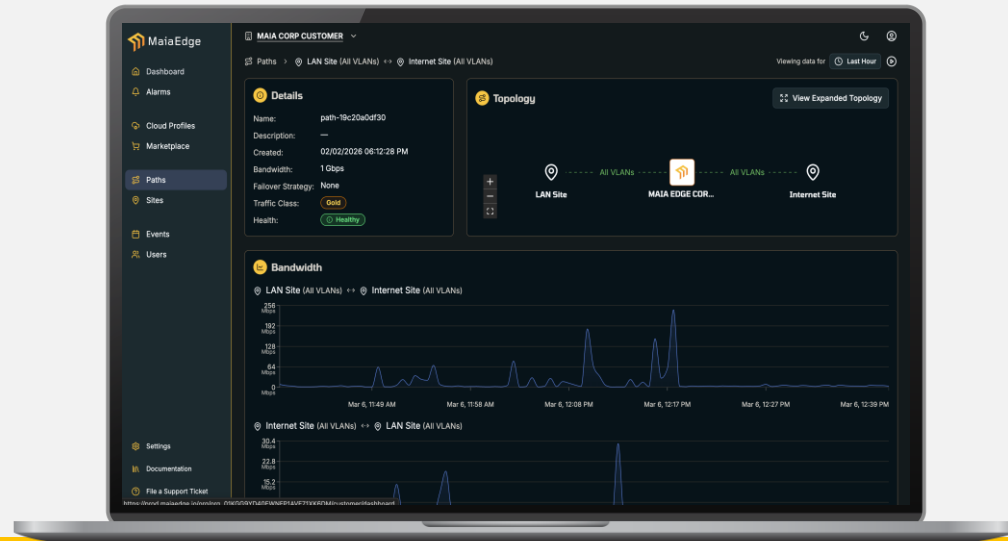 MaiaEdge
MAIA CORP CUSTOMER
Paths > LAN Site (All VLANs) ↔ Internet Site (All VLANs)
Viewing data for Last Hour
Dashboard
Alarms
Cloud Profiles
Marketplace
Paths
Sites
Events
Users
Settings
Documentation
File a Support Ticket
Details
Name: path-19c20a0df30
Description: —
Created: 02/02/2026 06:12:28 PM
Bandwidth: 1 Gbps
Failover Strategy: None
Traffic Class: Gold
Health: Healthy
Topology
View Expanded Topology
+
−
All VLANs
All VLANs
LAN Site
MAIA EDGE COR...
Internet Site
Bandwidth
LAN Site (All VLANs) ↔ Internet Site (All VLANs)
256
Mbps
192
Mbps
128
Mbps
64
Mbps
0
Mbps
Mar 6, 11:49 AM
Mar 6, 11:58 AM
Mar 6, 12:08 PM
Mar 6, 12:17 PM
Mar 6, 12:27 PM
Mar 6, 12:39 PM
Internet Site (All VLANs) ↔ LAN Site (All VLANs)
30.4
Mbps
22.8
Mbps
15.2
Mbps